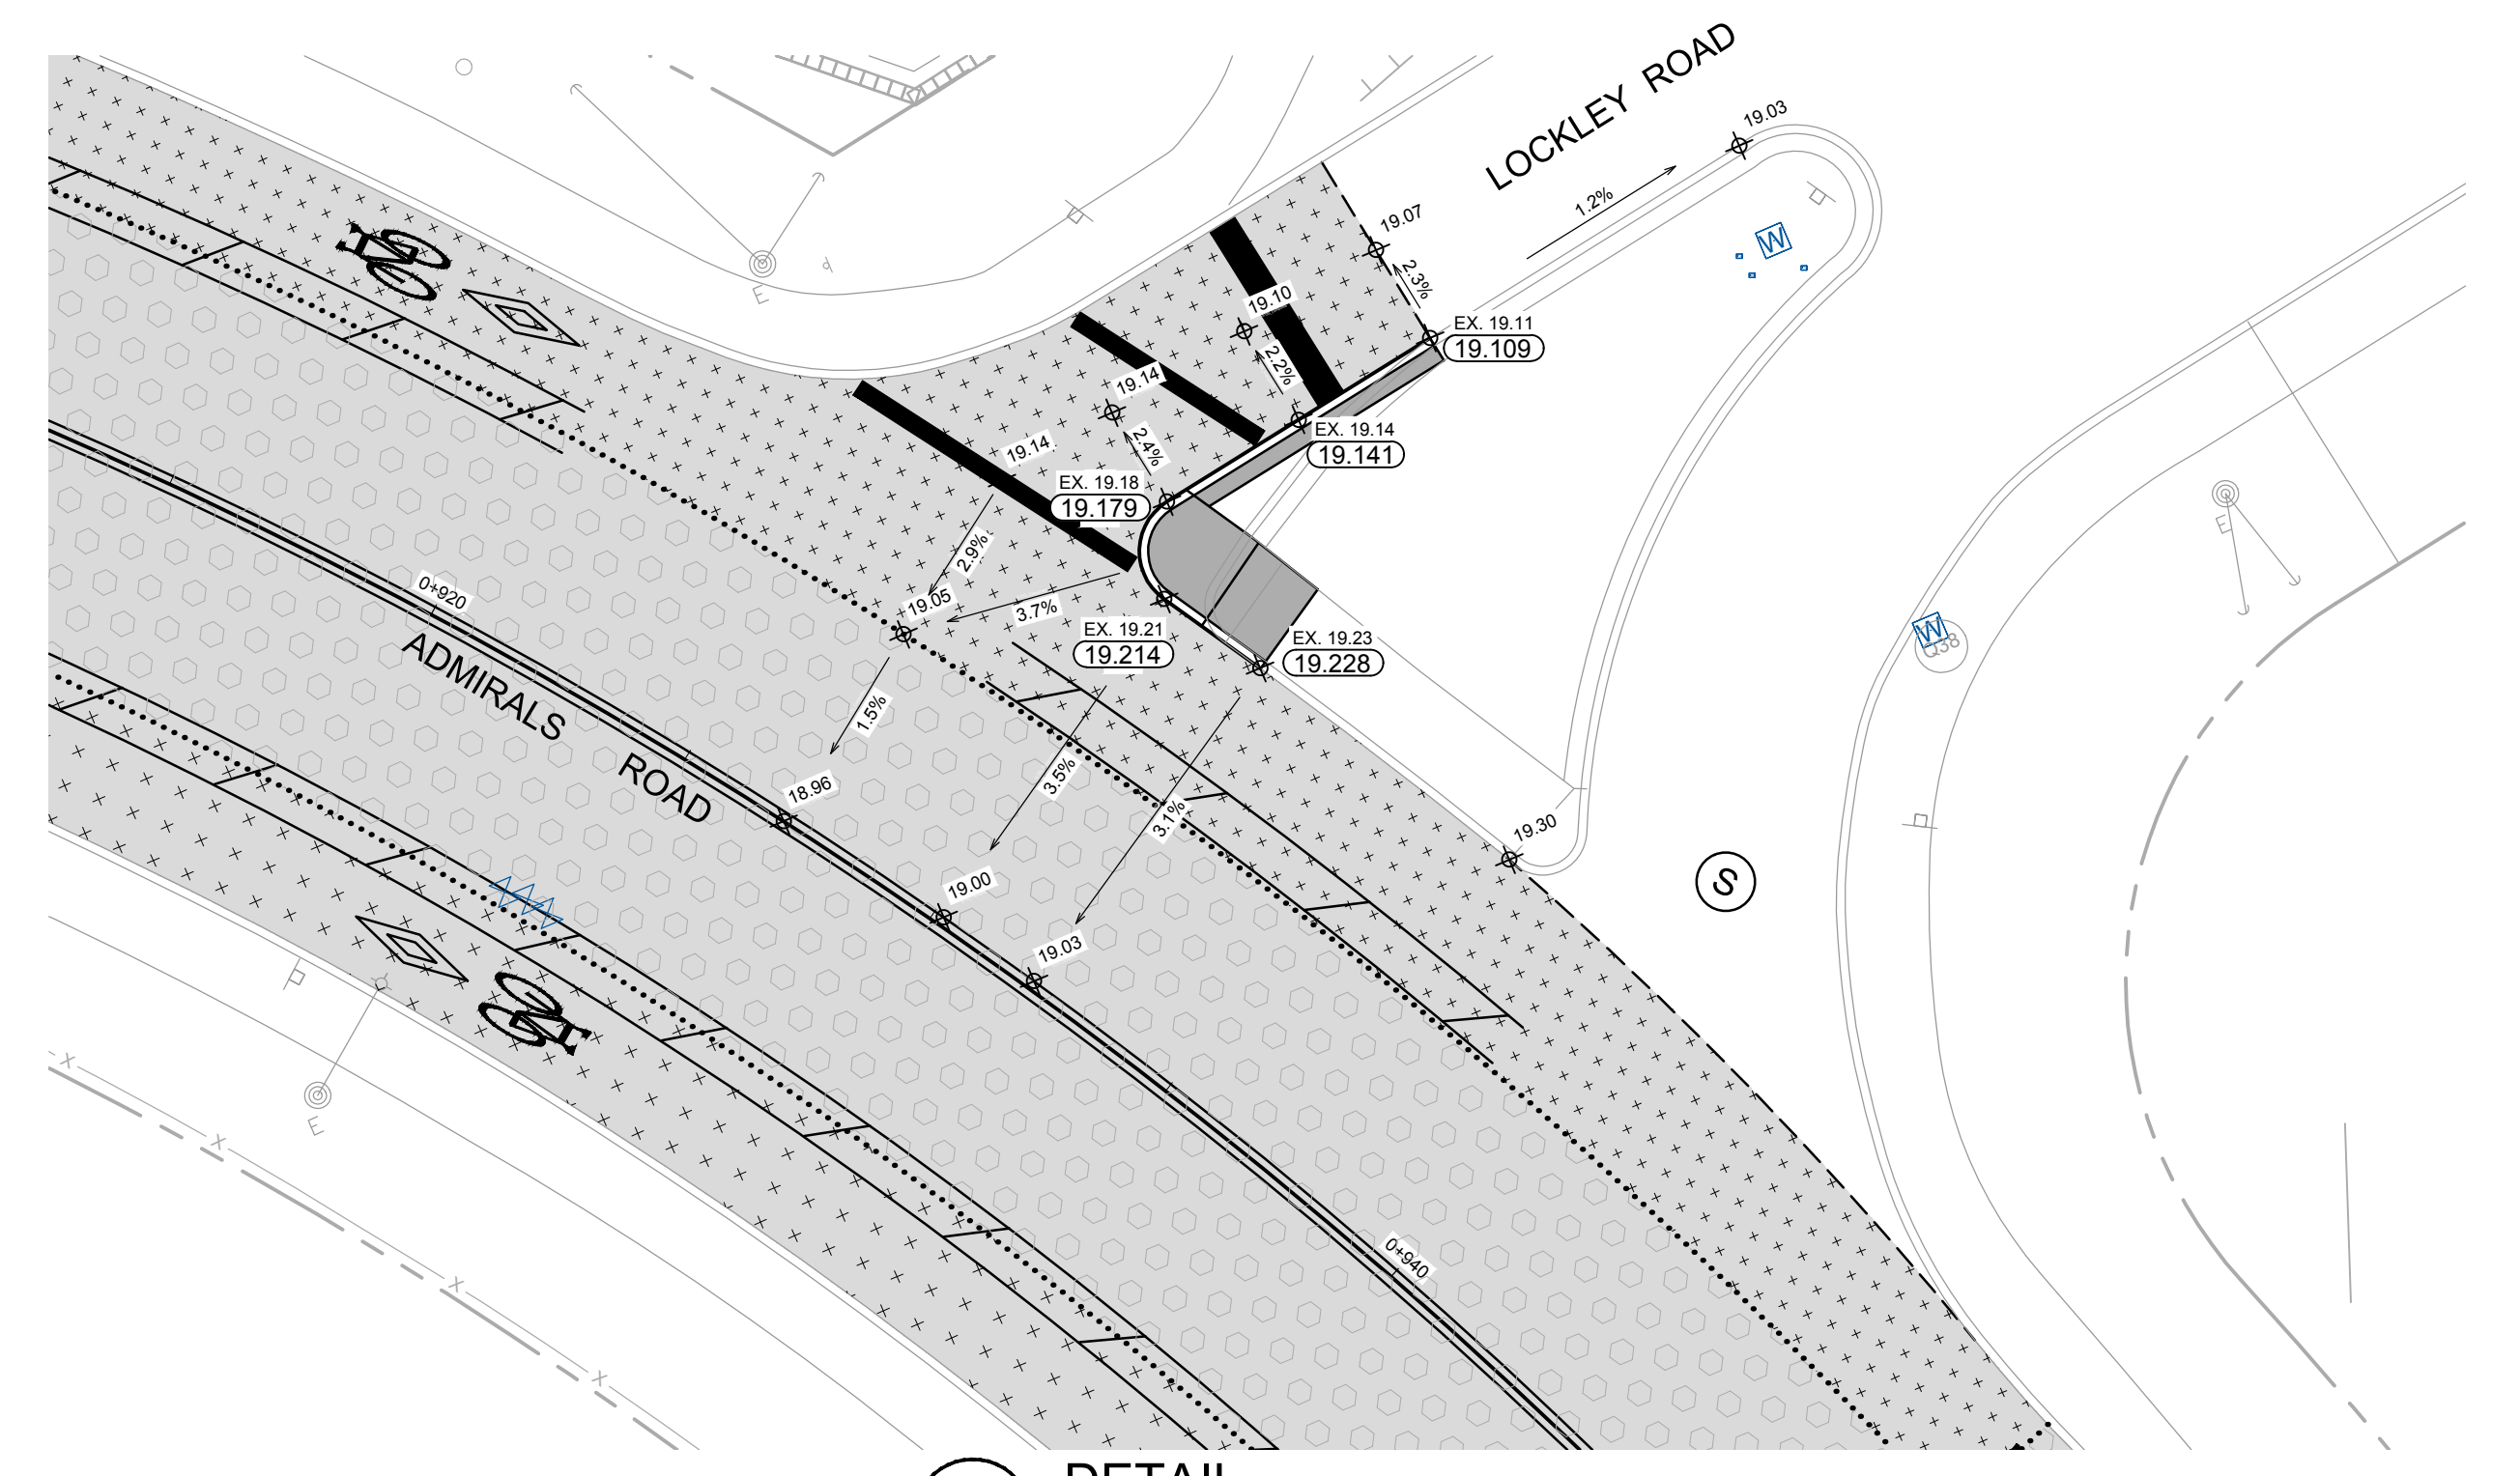 LOCKLEY ROAD
19.03
1.2%
19.07
2.3%
19.10
EX. 19.11
19.109
2.2%
19.14
EX. 19.14
19.141
2.4%
19.14
EX. 19.18
19.179
2.9%
19.05
3.7%
EX. 19.21
19.214
EX. 19.23
19.228
E
E
W
W
Q38
0+920
ADMIRALS ROAD
1.5%
18.96
3.5%
3.1%
19.30
19.00
19.03
S
E
X
X
X
X
0+940
DETAIL